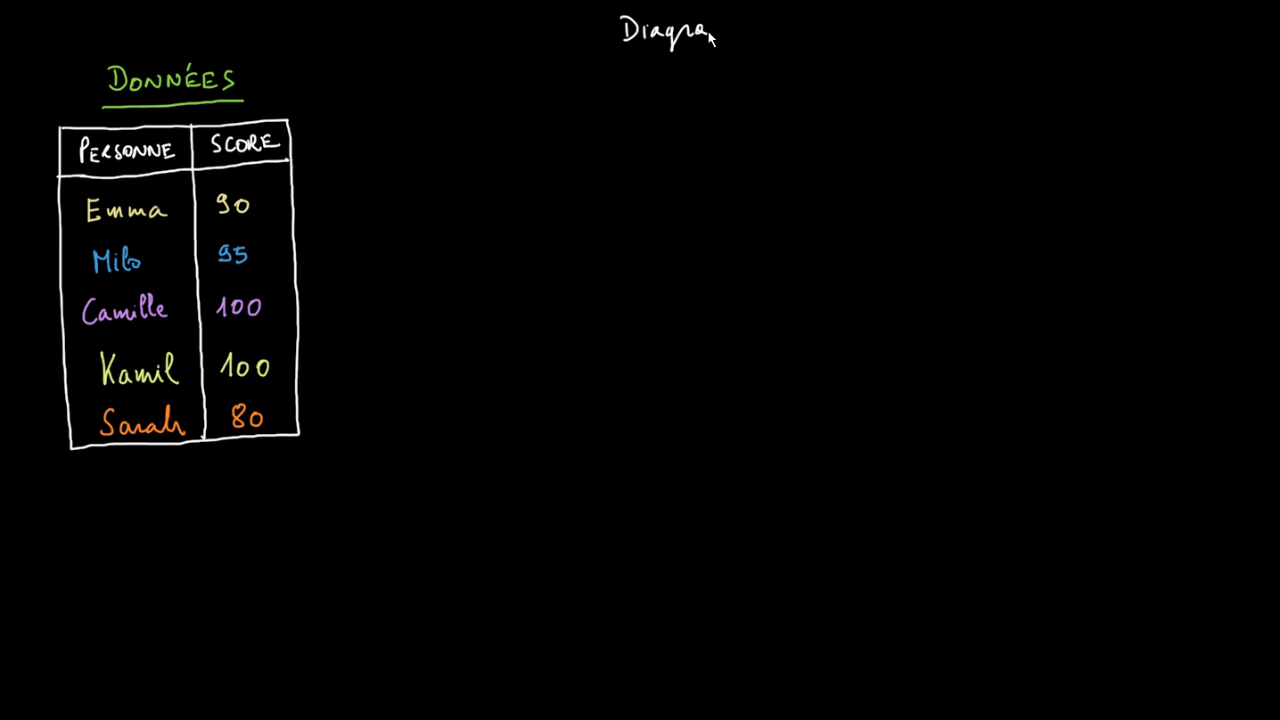 Diagra
DONNÉES
PERSONNE SCORE
Emma 90
Milo 95
Camille 100
Kamil 100
Sarah 80